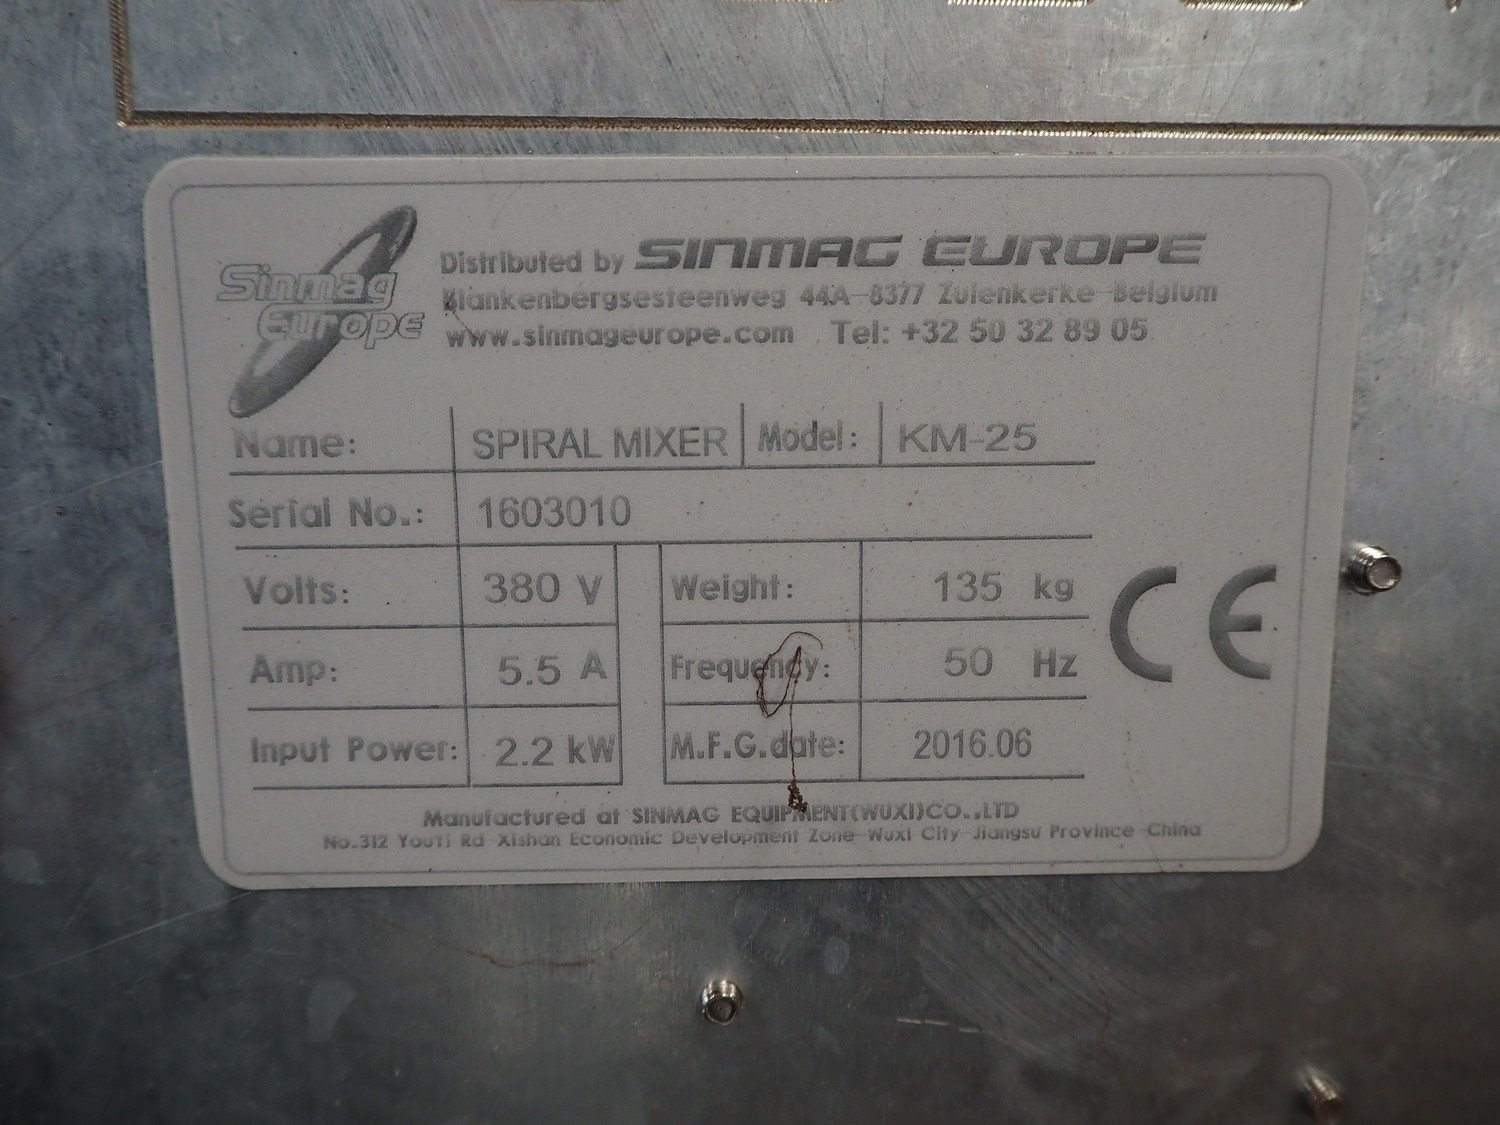 Sinmag
Europe
Distributed by SINMAG EUROPE
Blankenbergsesteenweg 44A-8377 Zuienkerke-Belgium
www.sinmageurope.com Tel: +32 50 32 89 05
Name: SPIRAL MIXER Model: KM-25
Serial No.: 1603010
Volts: 380 V Weight: 135 kg
Amp: 5.5 A Frequency: 50 Hz
Input Power: 2.2 kW M.F.G.date: 2016.06
CE
Manufactured at SINMAG EQUIPMENT(WUXI)CO.,LTD
No.312 YouTi Rd Xishan Economic Development Zone-Wuxi City-Jiangsu Province-China